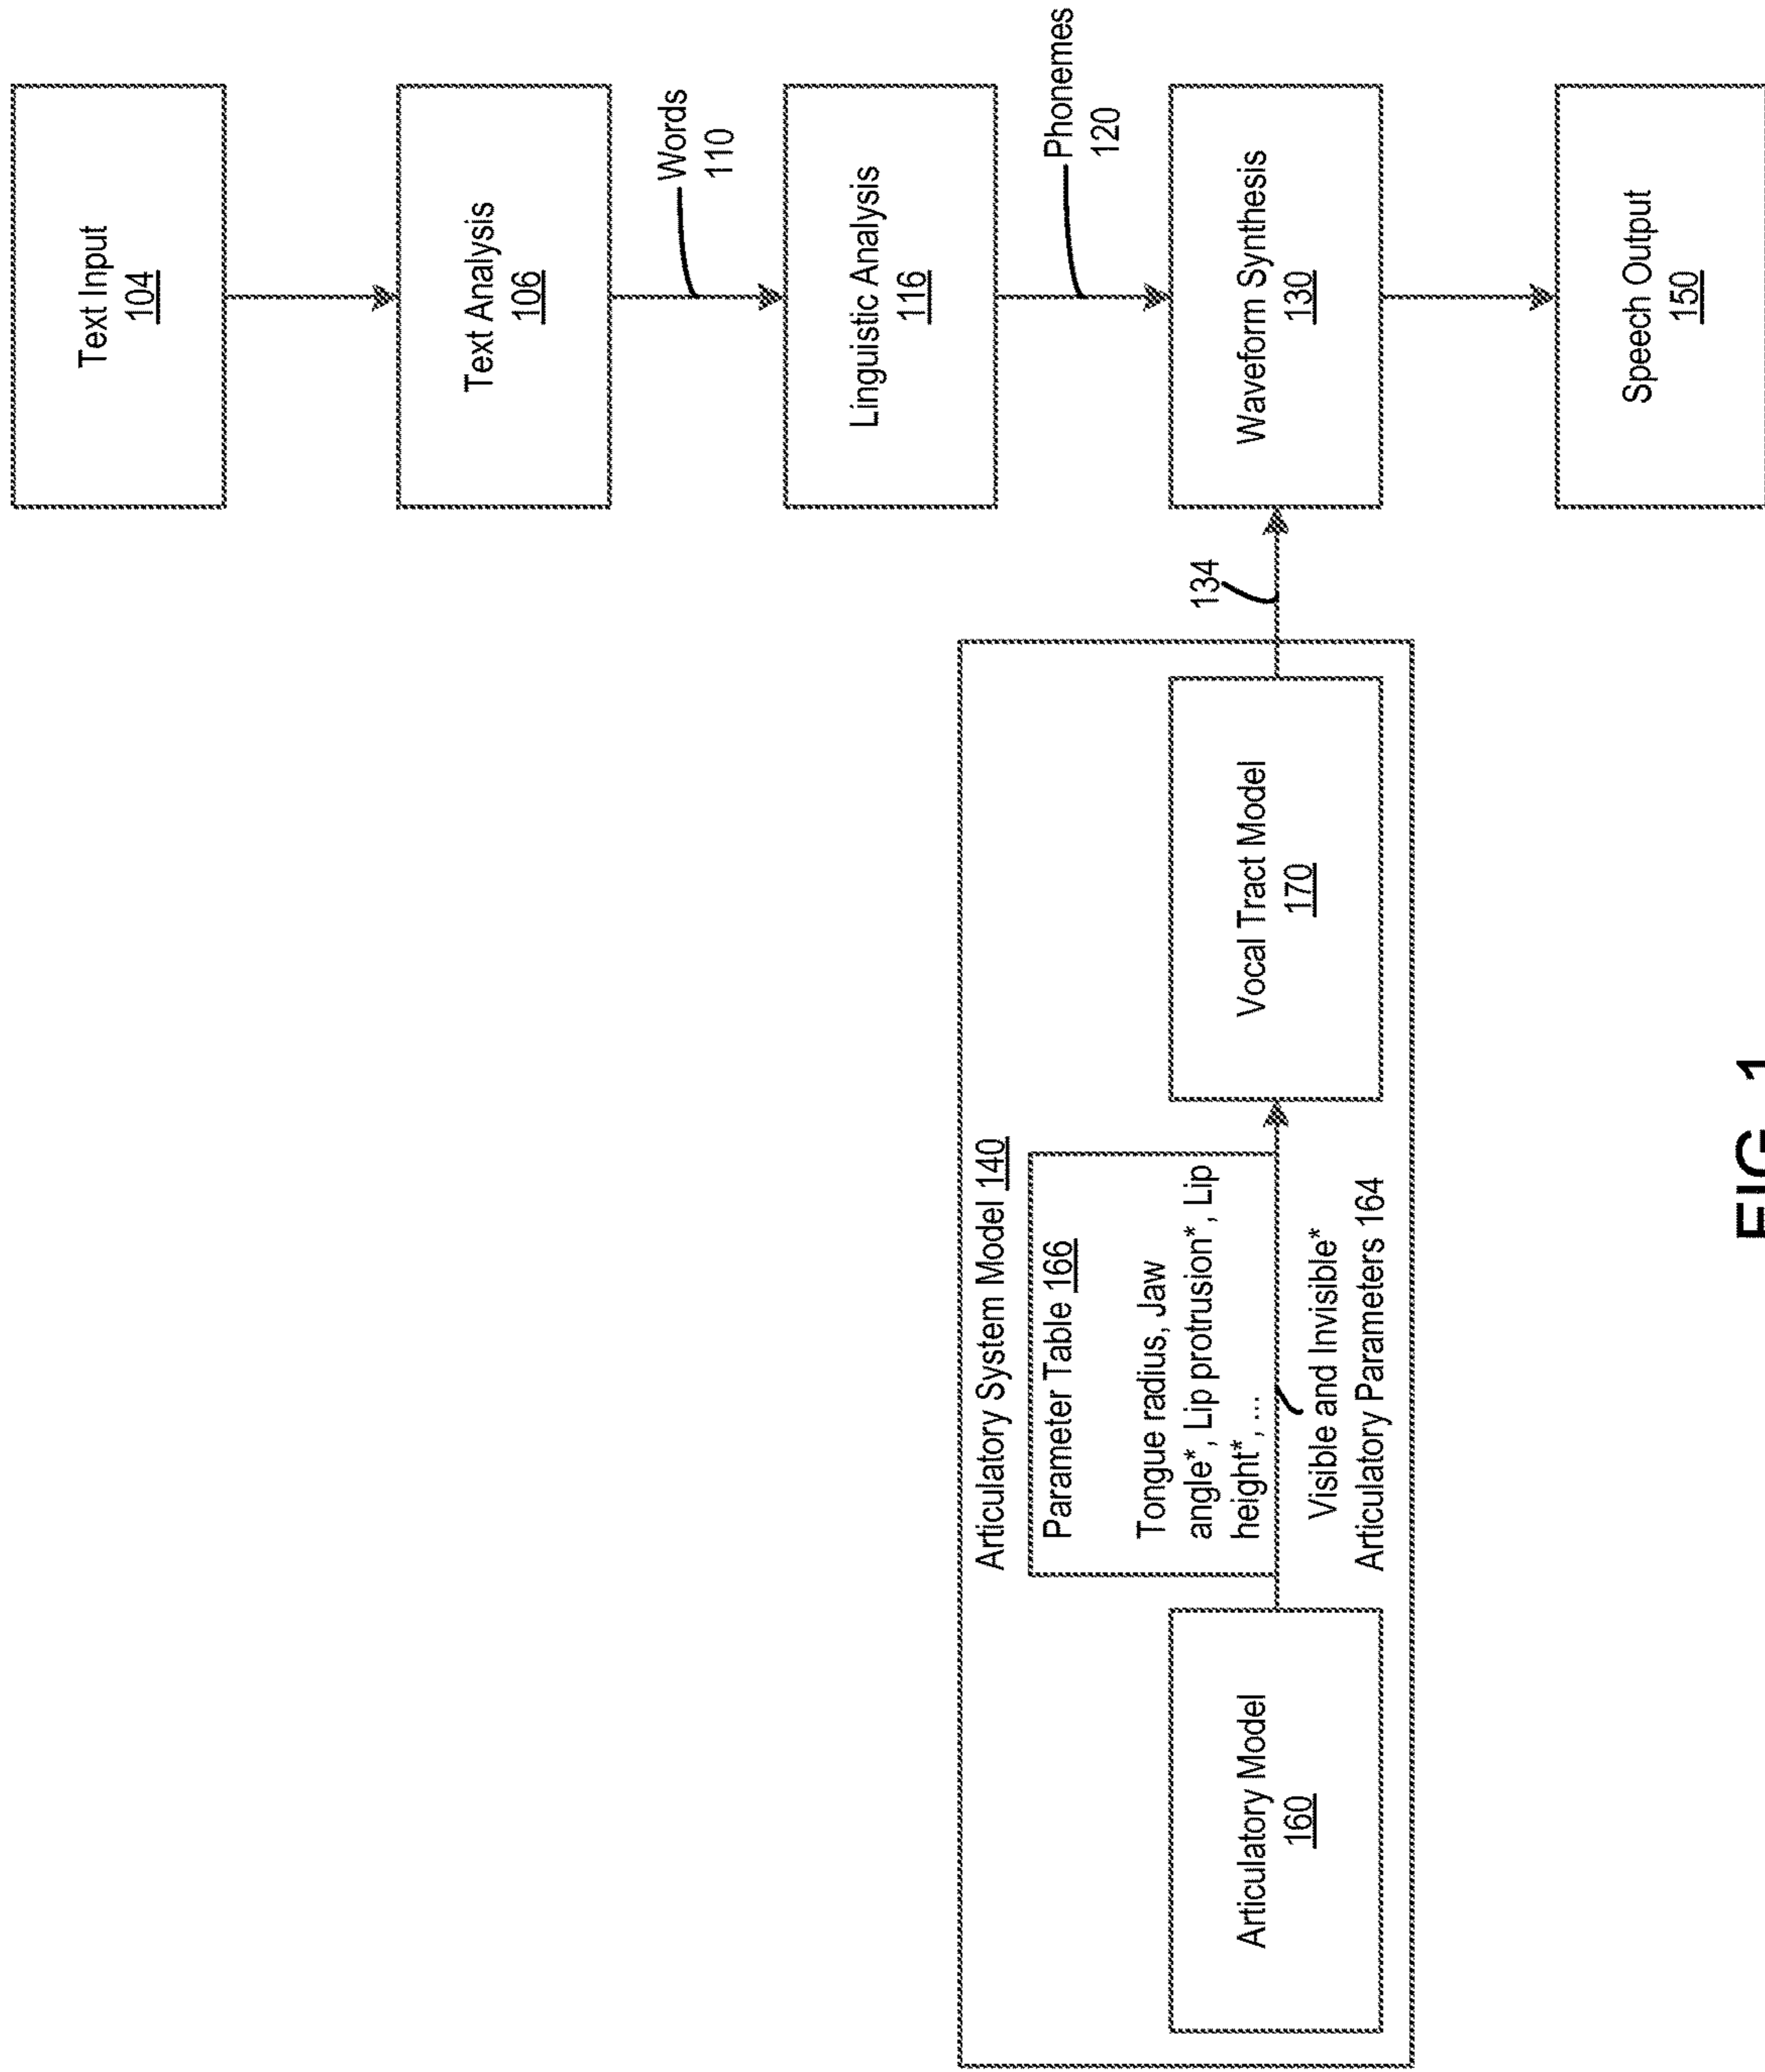 Text Input
104
Text Analysis
106
Words
110
Linguistic Analysis
116
Phonemes
120
Waveform Synthesis
130
Speech Output
150
134
Articulatory System Model 140
Parameter Table 166
Tongue radius, Jaw
angle*, Lip protrusion*, Lip
height*, ...
Visible and Invisible*
Articulatory Parameters 164
Articulatory Model
160
Vocal Tract Model
170
FIG. 1